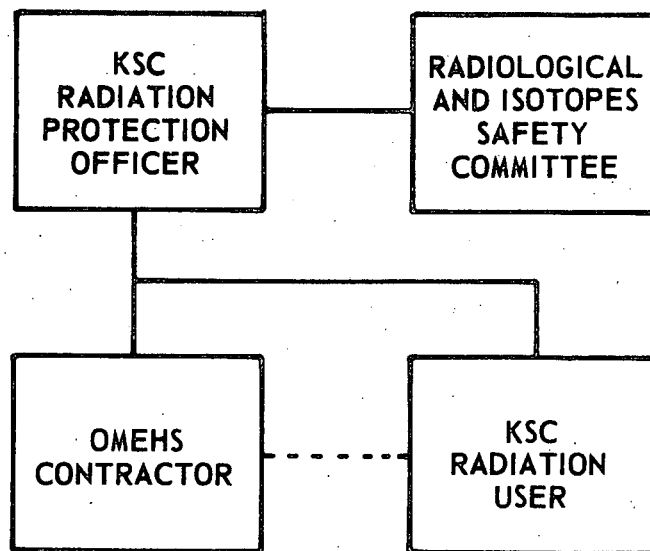 KSC
RADIATION
PROTECTION
OFFICER
RADIOLOGICAL
AND ISOTOPES
SAFETY
COMMITTEE
OMEHS
CONTRACTOR
KSC
RADIATION
USER